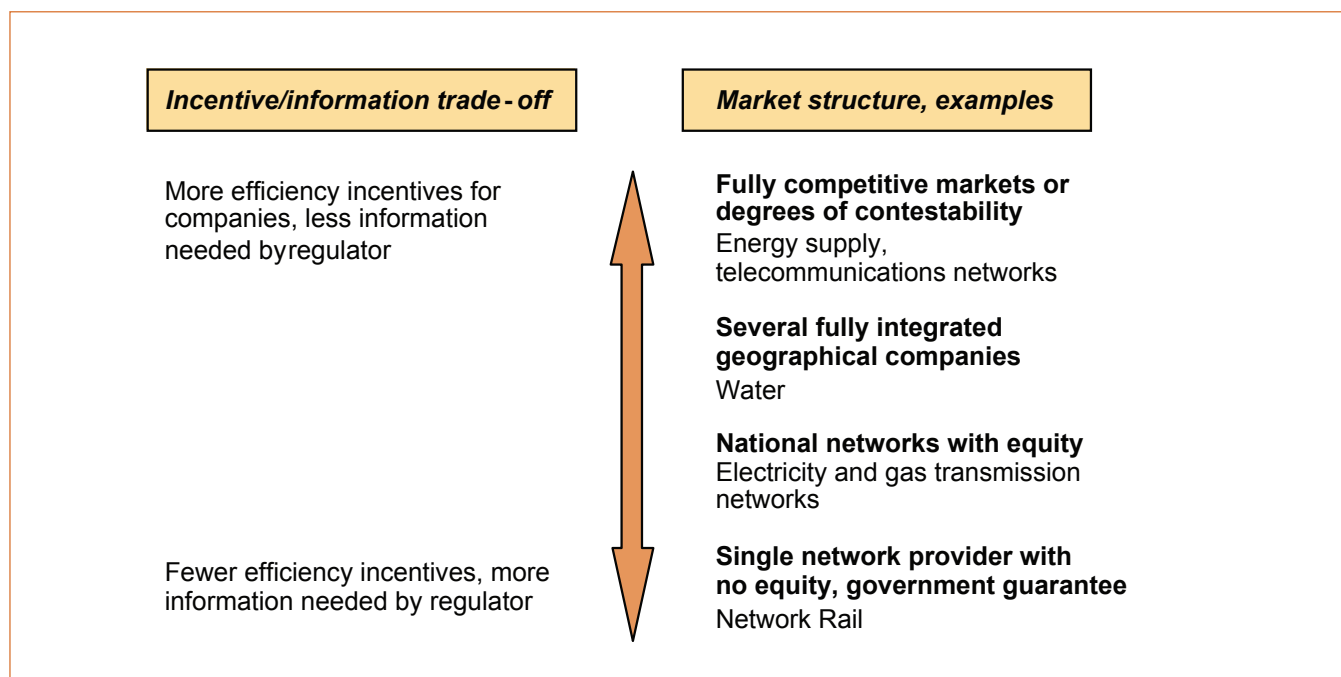 Incentive/information trade-off
Market structure, examples
More efficiency incentives for
companies, less information
needed byregulator
Fully competitive markets or
degrees of contestability
Energy supply,
telecommunications networks
Several fully integrated
geographical companies
Water
National networks with equity
Electricity and gas transmission
networks
Fewer efficiency incentives, more
information needed by regulator
Single network provider with
no equity, government guarantee
Network Rail